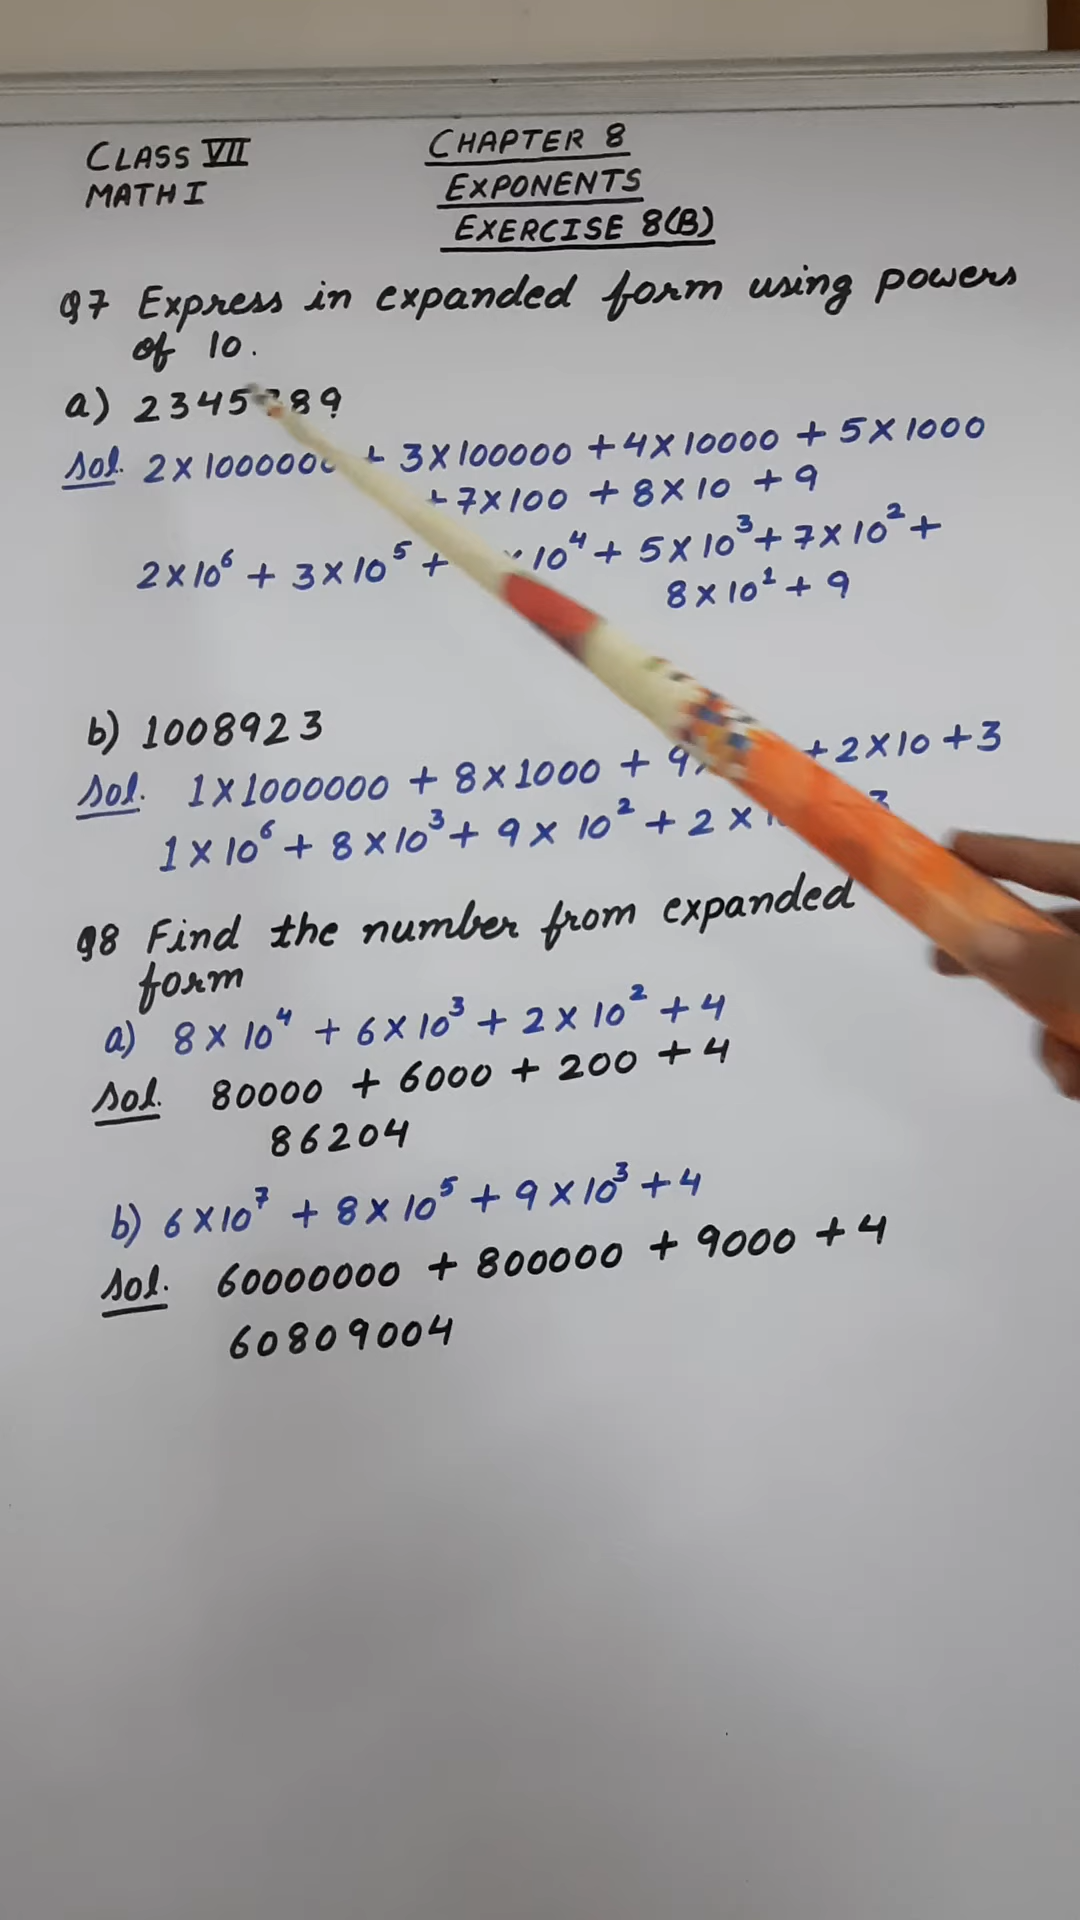 CLASS VII
MATH I
CHAPTER 8
EXPONENTS
EXERCISE 8(B)
Q7 Express in expanded form using powers
of 10.
a) 2345789
Sol. 2×1000000 + 3×100000 + 4×10000 + 5×1000
+ 7×100 + 8×10 + 9
2×10⁶ + 3×10⁵ + ×10⁴ + 5×10³ + 7×10² +
8×10¹ + 9
b) 1008923
Sol. 1×1000000 + 8×1000 + 9× + 2×10 + 3
1×10⁶ + 8×10³ + 9×10² + 2× 3
Q8 Find the number from expanded
form
a) 8×10⁴ + 6×10³ + 2×10² + 4
Sol. 80000 + 6000 + 200 + 4
86204
b) 6×10⁷ + 8×10⁵ + 9×10³ + 4
Sol. 60000000 + 800000 + 9000 + 4
60809004